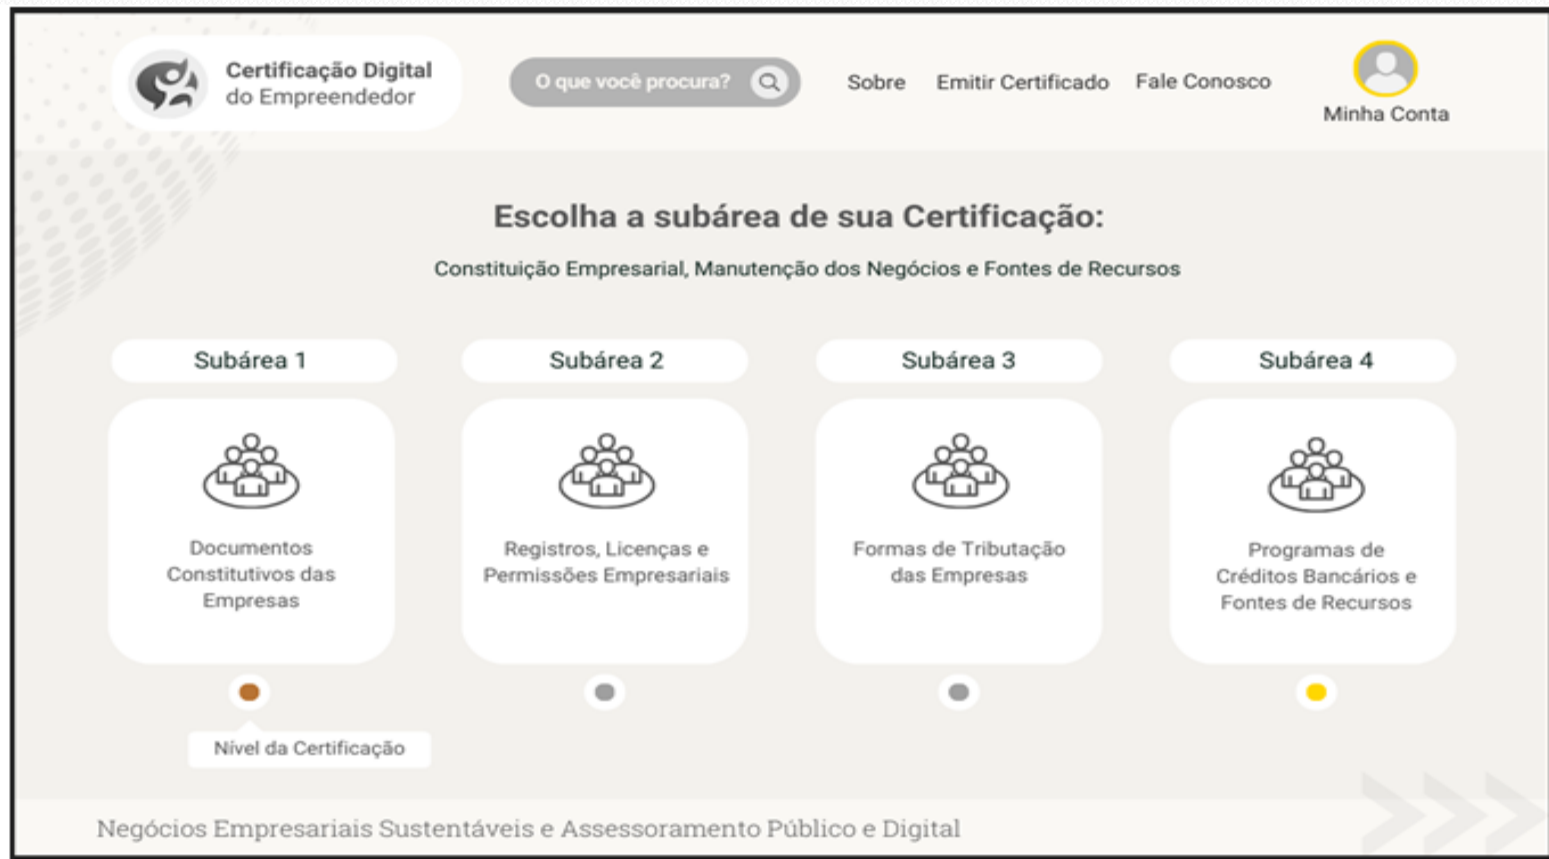 Certificação Digital
do Empreendedor
O que você procura?
Sobre
Emitir Certificado
Fale Conosco
Minha Conta
Escolha a subárea de sua Certificação:
Constituição Empresarial, Manutenção dos Negócios e Fontes de Recursos
Subárea 1
Subárea 2
Subárea 3
Subárea 4
Documentos
Constitutivos das
Empresas
Registros, Licenças e
Permissões Empresariais
Formas de Tributação
das Empresas
Programas de
Créditos Bancários e
Fontes de Recursos
Nível da Certificação
Negócios Empresariais Sustentáveis e Assessoramento Público e Digital